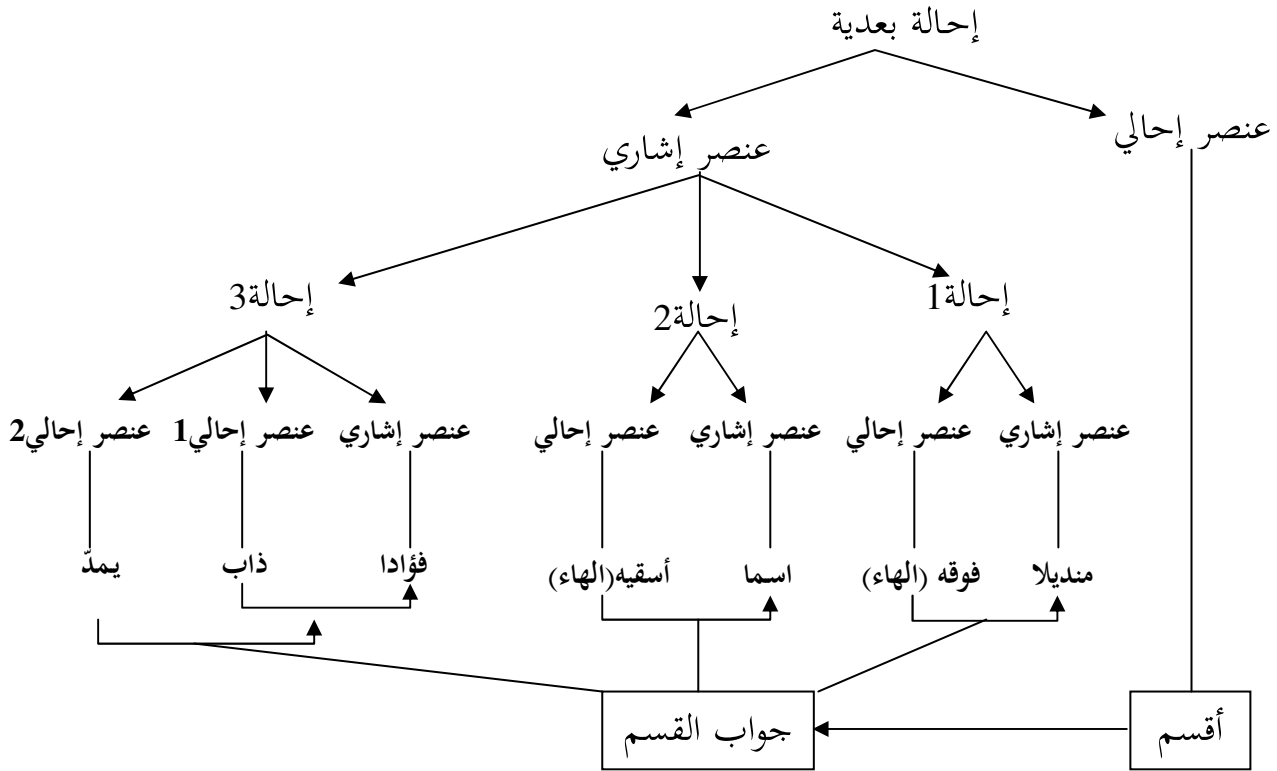 إحالة بعدية
عنصر إحالي
عنصر إشاري
إحالة1
إحالة2
إحالة3
عنصر إشاري
عنصر إحالي
عنصر إشاري
عنصر إحالي
عنصر إشاري
عنصر إحالي1
عنصر إحالي2
منديلا
فوقه (الهاء)
اسما
أسقيه(الهاء)
فؤادا
ذاب
يمدّ
أقسم
جواب القسم